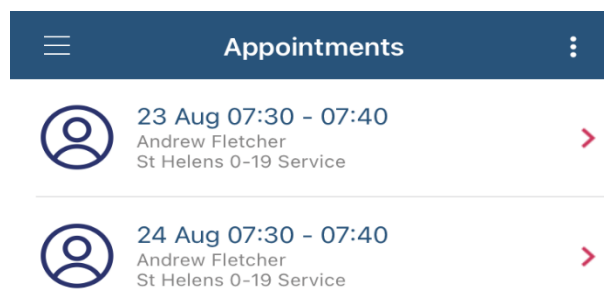 Appointments
23 Aug 07:30 - 07:40
Andrew Fletcher
St Helens 0-19 Service
24 Aug 07:30 - 07:40
Andrew Fletcher
St Helens 0-19 Service